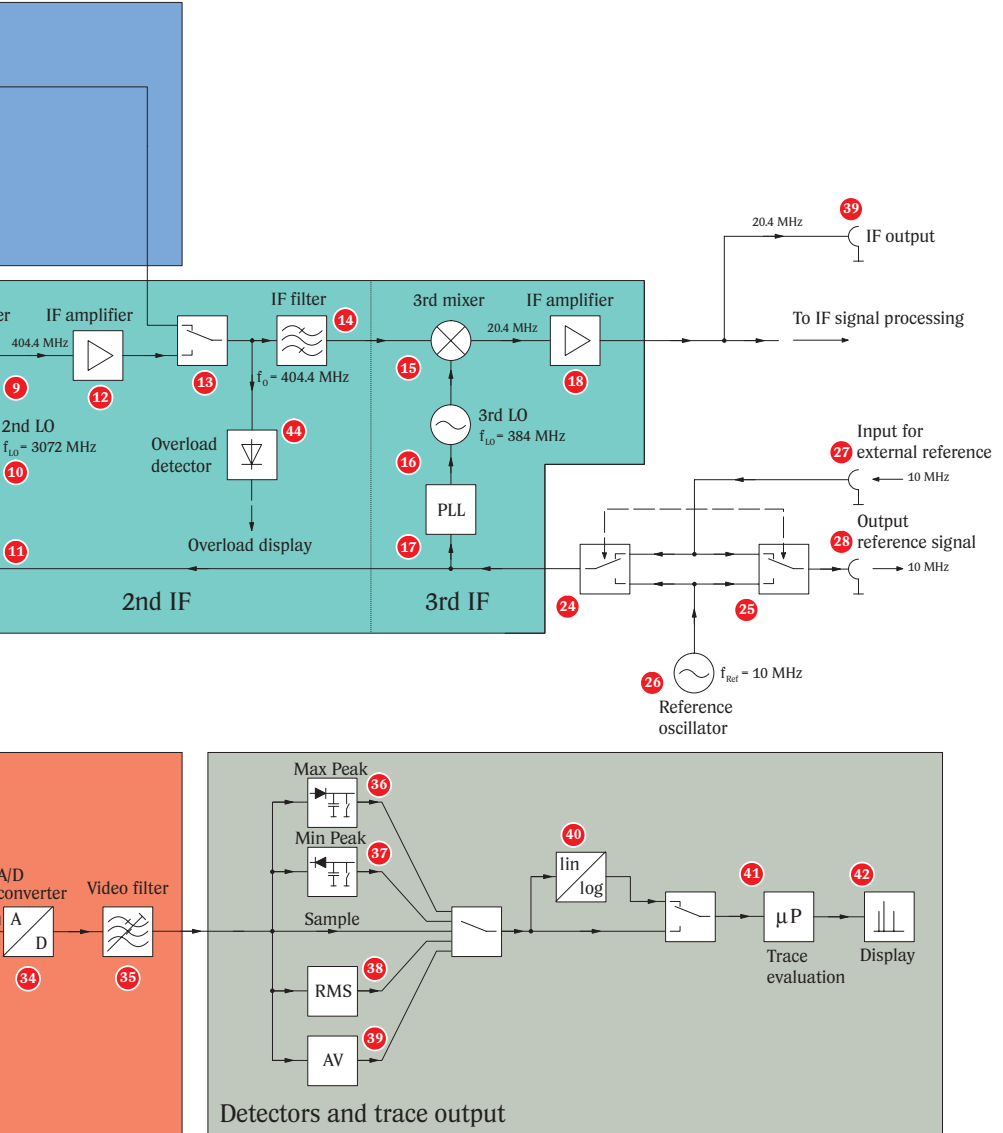 39
20.4 MHz
IF output
er
IF amplifier
IF filter
14
3rd mixer
IF amplifier
To IF signal processing
404.4 MHz
20.4 MHz
9
12
13
f₀ = 404.4 MHz
15
18
2nd LO
f_LO = 3072 MHz
10
Overload
detector
44
3rd LO
f_LO = 384 MHz
16
Input for
27 external reference
10 MHz
PLL
11
Overload display
17
Output
28 reference signal
10 MHz
2nd IF
3rd IF
24
25
26
f_Ref = 10 MHz
Reference
oscillator
Max Peak
36
Min Peak
37
40
lin
log
A/D
converter
Video filter
Sample
41
42
A
D
μP
34
35
38
RMS
Trace
evaluation
Display
39
AV
Detectors and trace output